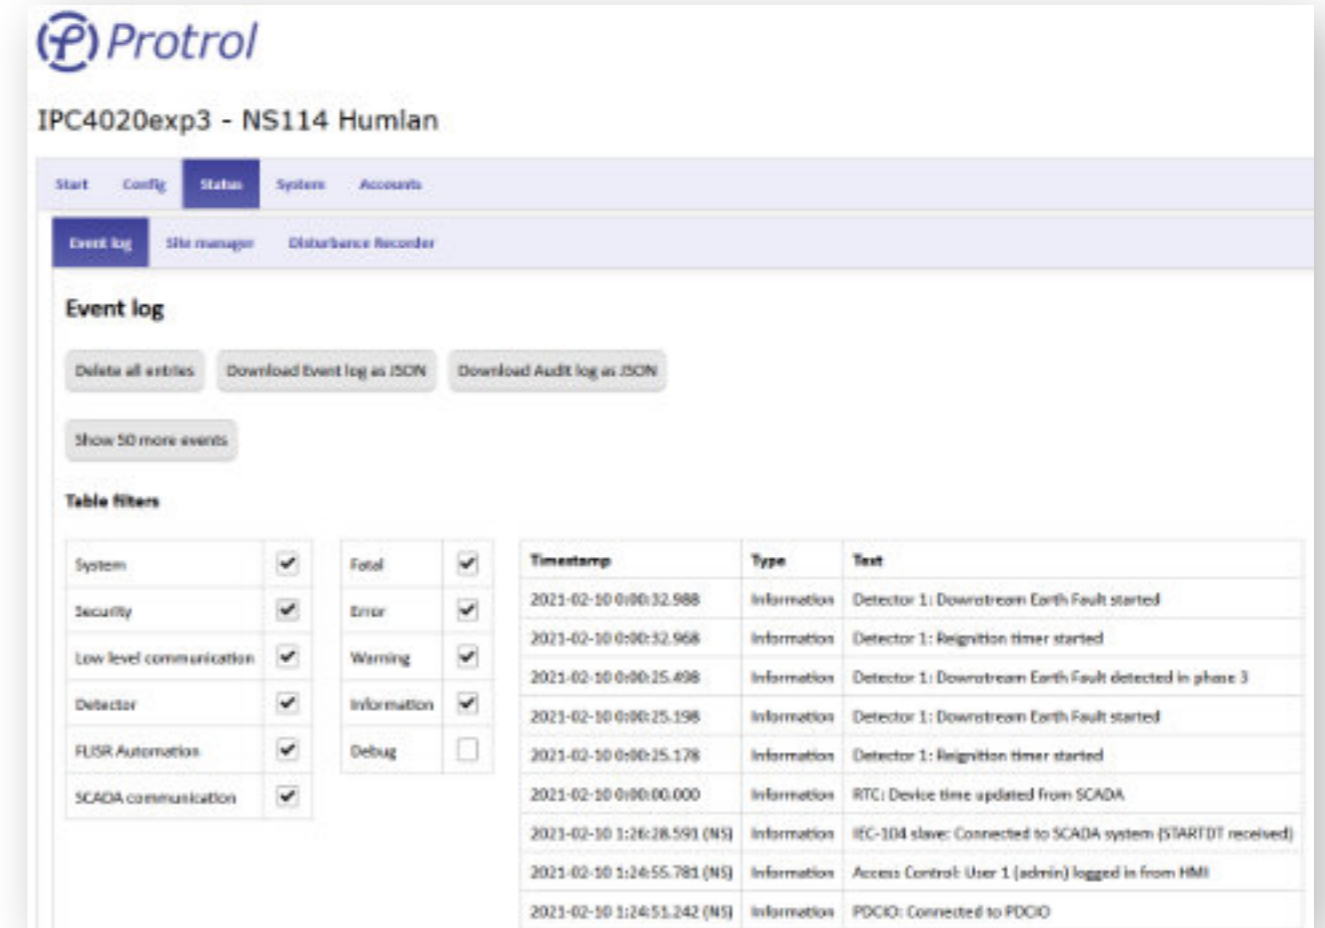 Protrol
IPC4020exp3 - NS114 Humlan
Start Config Status System Accounts
Event log Site manager Disturbance Recorder
Event log
Delete all entries Download Event log as JSON Download Audit log as JSON
Show 50 more events
Table filters
System
Security
Low level communication
Detector
FLISR Automation
SCADA communication
Fatal
Error
Warning
Information
Debug
Timestamp Type Text
2021-02-10 0:00:32.988 Information Detector 1: Downstream Earth Fault started
2021-02-10 0:00:32.968 Information Detector 1: Reignition timer started
2021-02-10 0:00:25.498 Information Detector 1: Downstream Earth Fault detected in phase 3
2021-02-10 0:00:25.198 Information Detector 1: Downstream Earth Fault started
2021-02-10 0:00:25.178 Information Detector 1: Reignition timer started
2021-02-10 0:00:00.000 Information RTC: Device time updated from SCADA
2021-02-10 1:26:28.591 (NS) Information IEC-104 slave: Connected to SCADA system (STARTDT received)
2021-02-10 1:24:55.781 (NS) Information Access Control: User 1 (admin) logged in from HMI
2021-02-10 1:24:51.242 (NS) Information PDCIO: Connected to PDCIO